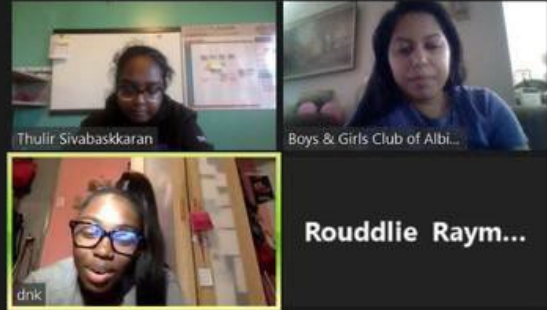 Thulir Sivabaskkaran
Boys & Girls Club of Albi...
dnk
Rouddlie Raym...